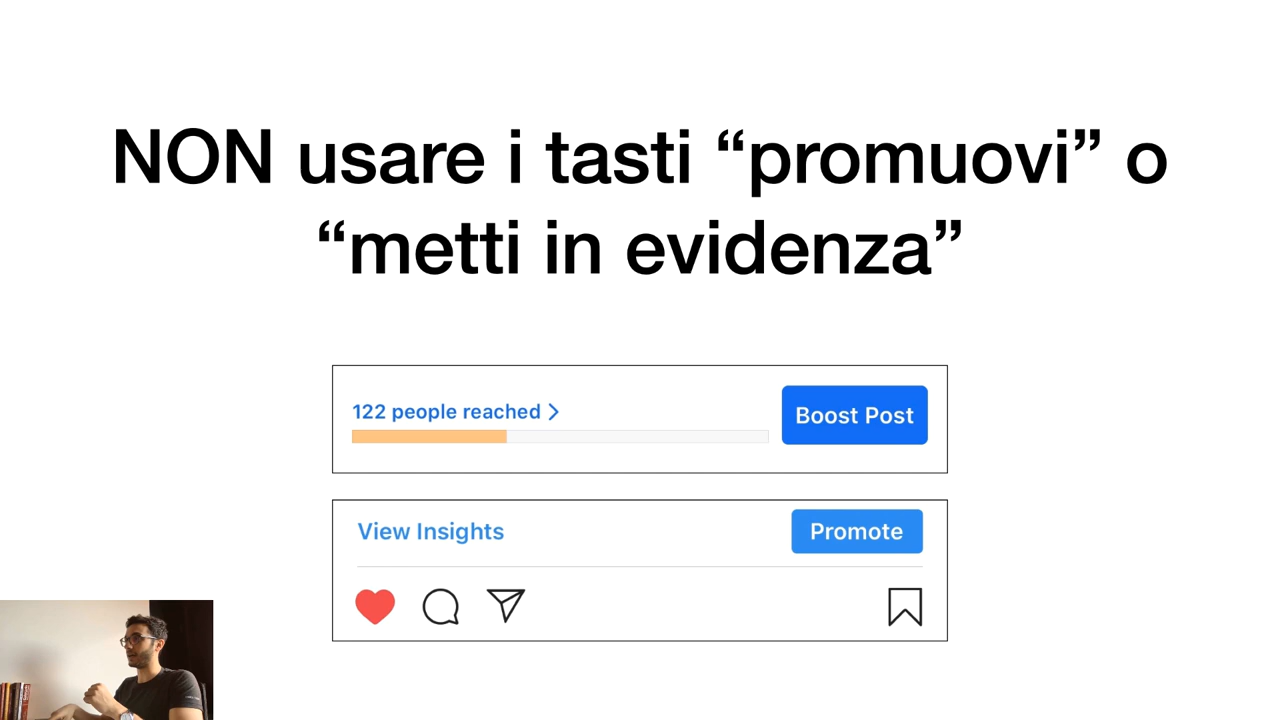 NON usare i tasti “promuovi” o
“metti in evidenza”
122 people reached
Boost Post
View Insights
Promote